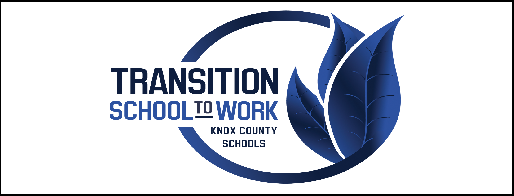 TRANSITION
SCHOOL TO WORK
KNOX COUNTY
SCHOOLS